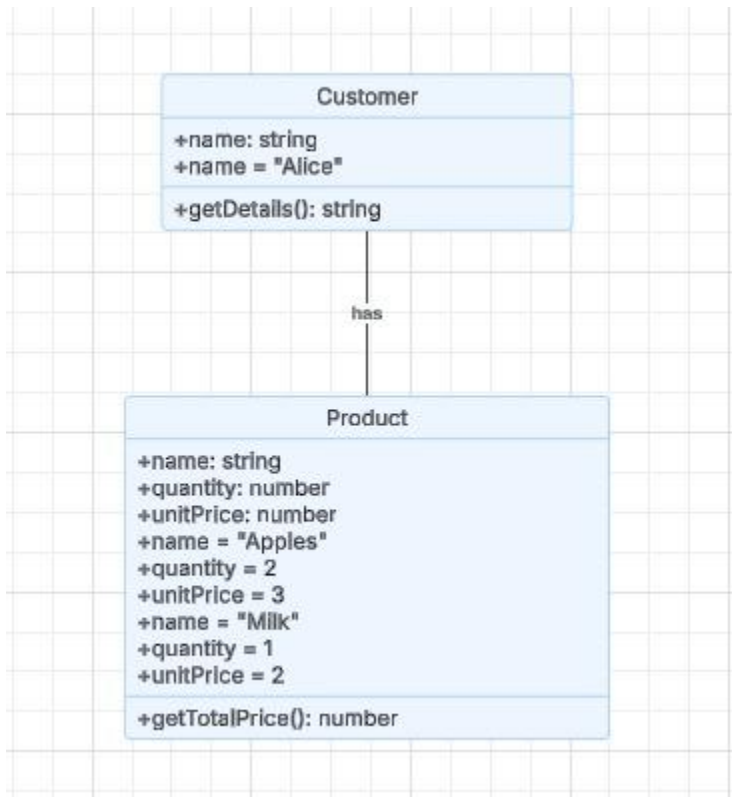 Customer
+name: string
+name = "Alice"
+getDetails(): string
has
Product
+name: string
+quantity: number
+unitPrice: number
+name = "Apples"
+quantity = 2
+unitPrice = 3
+name = "Milk"
+quantity = 1
+unitPrice = 2
+getTotalPrice(): number